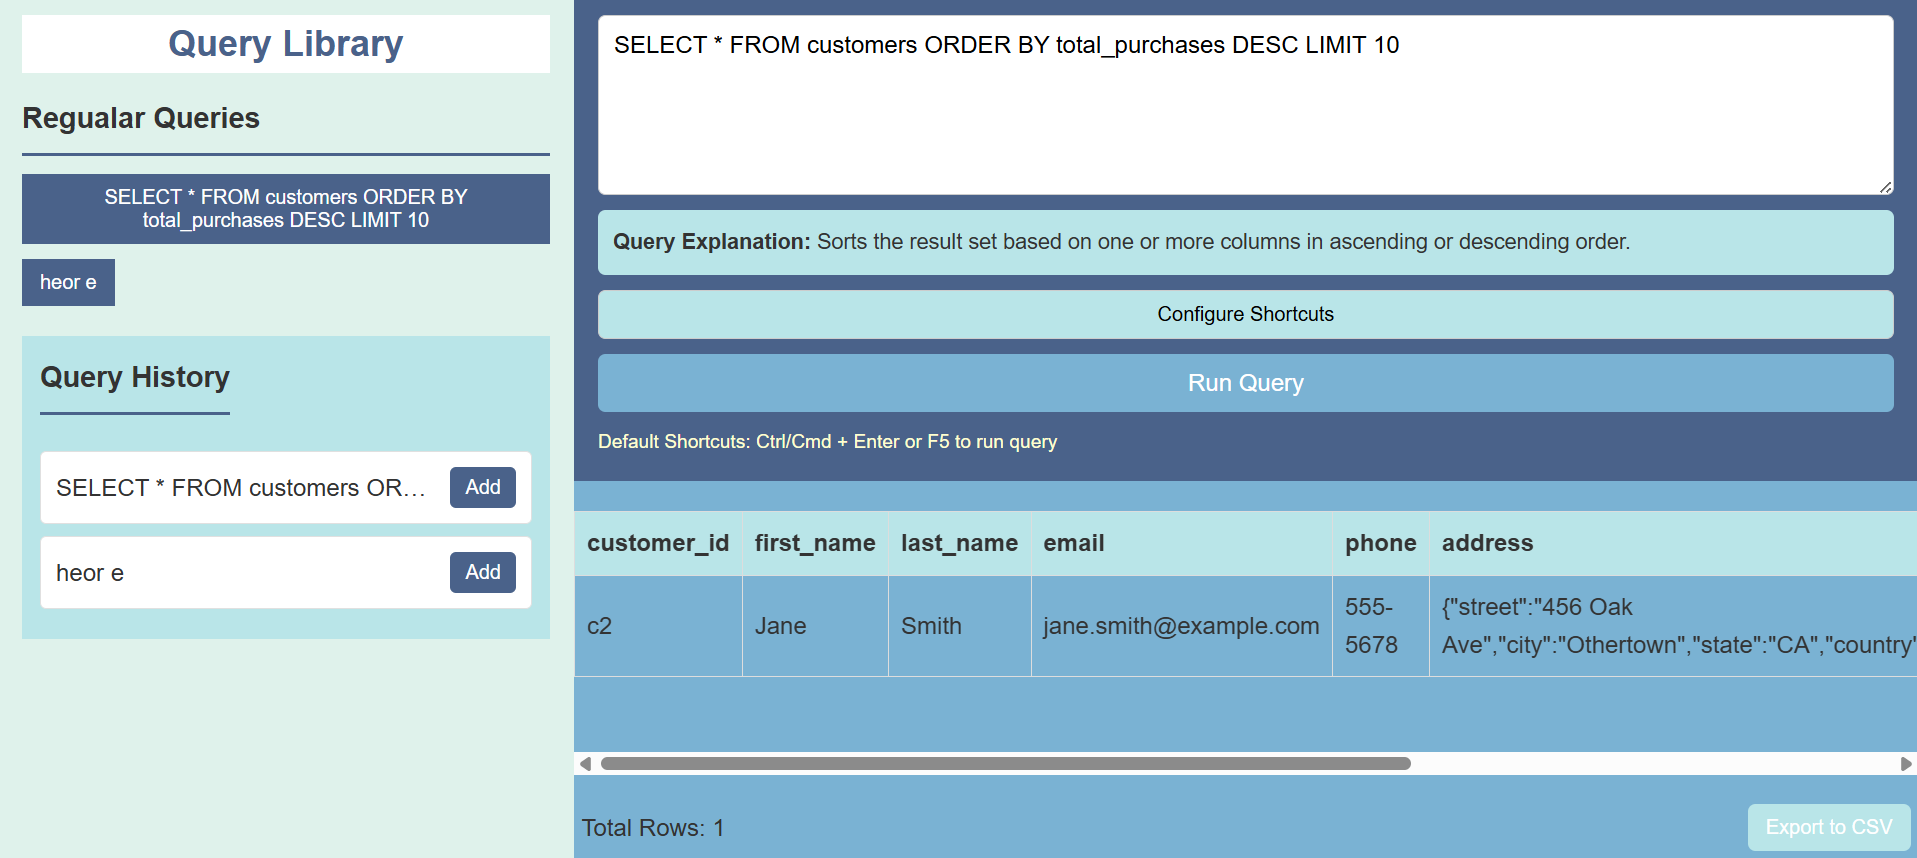 Query Library
Regualar Queries
SELECT * FROM customers ORDER BY
total_purchases DESC LIMIT 10
heor e
Query History
SELECT * FROM customers OR...
Add
heor e
Add
SELECT * FROM customers ORDER BY total_purchases DESC LIMIT 10
Query Explanation: Sorts the result set based on one or more columns in ascending or descending order.
Configure Shortcuts
Run Query
Default Shortcuts: Ctrl/Cmd + Enter or F5 to run query
customer_id first_name last_name email phone address
c2 Jane Smith jane.smith@example.com 555-
5678 {"street":"456 Oak
Ave","city":"Othertown","state":"CA","country"
Total Rows: 1
Export to CSV